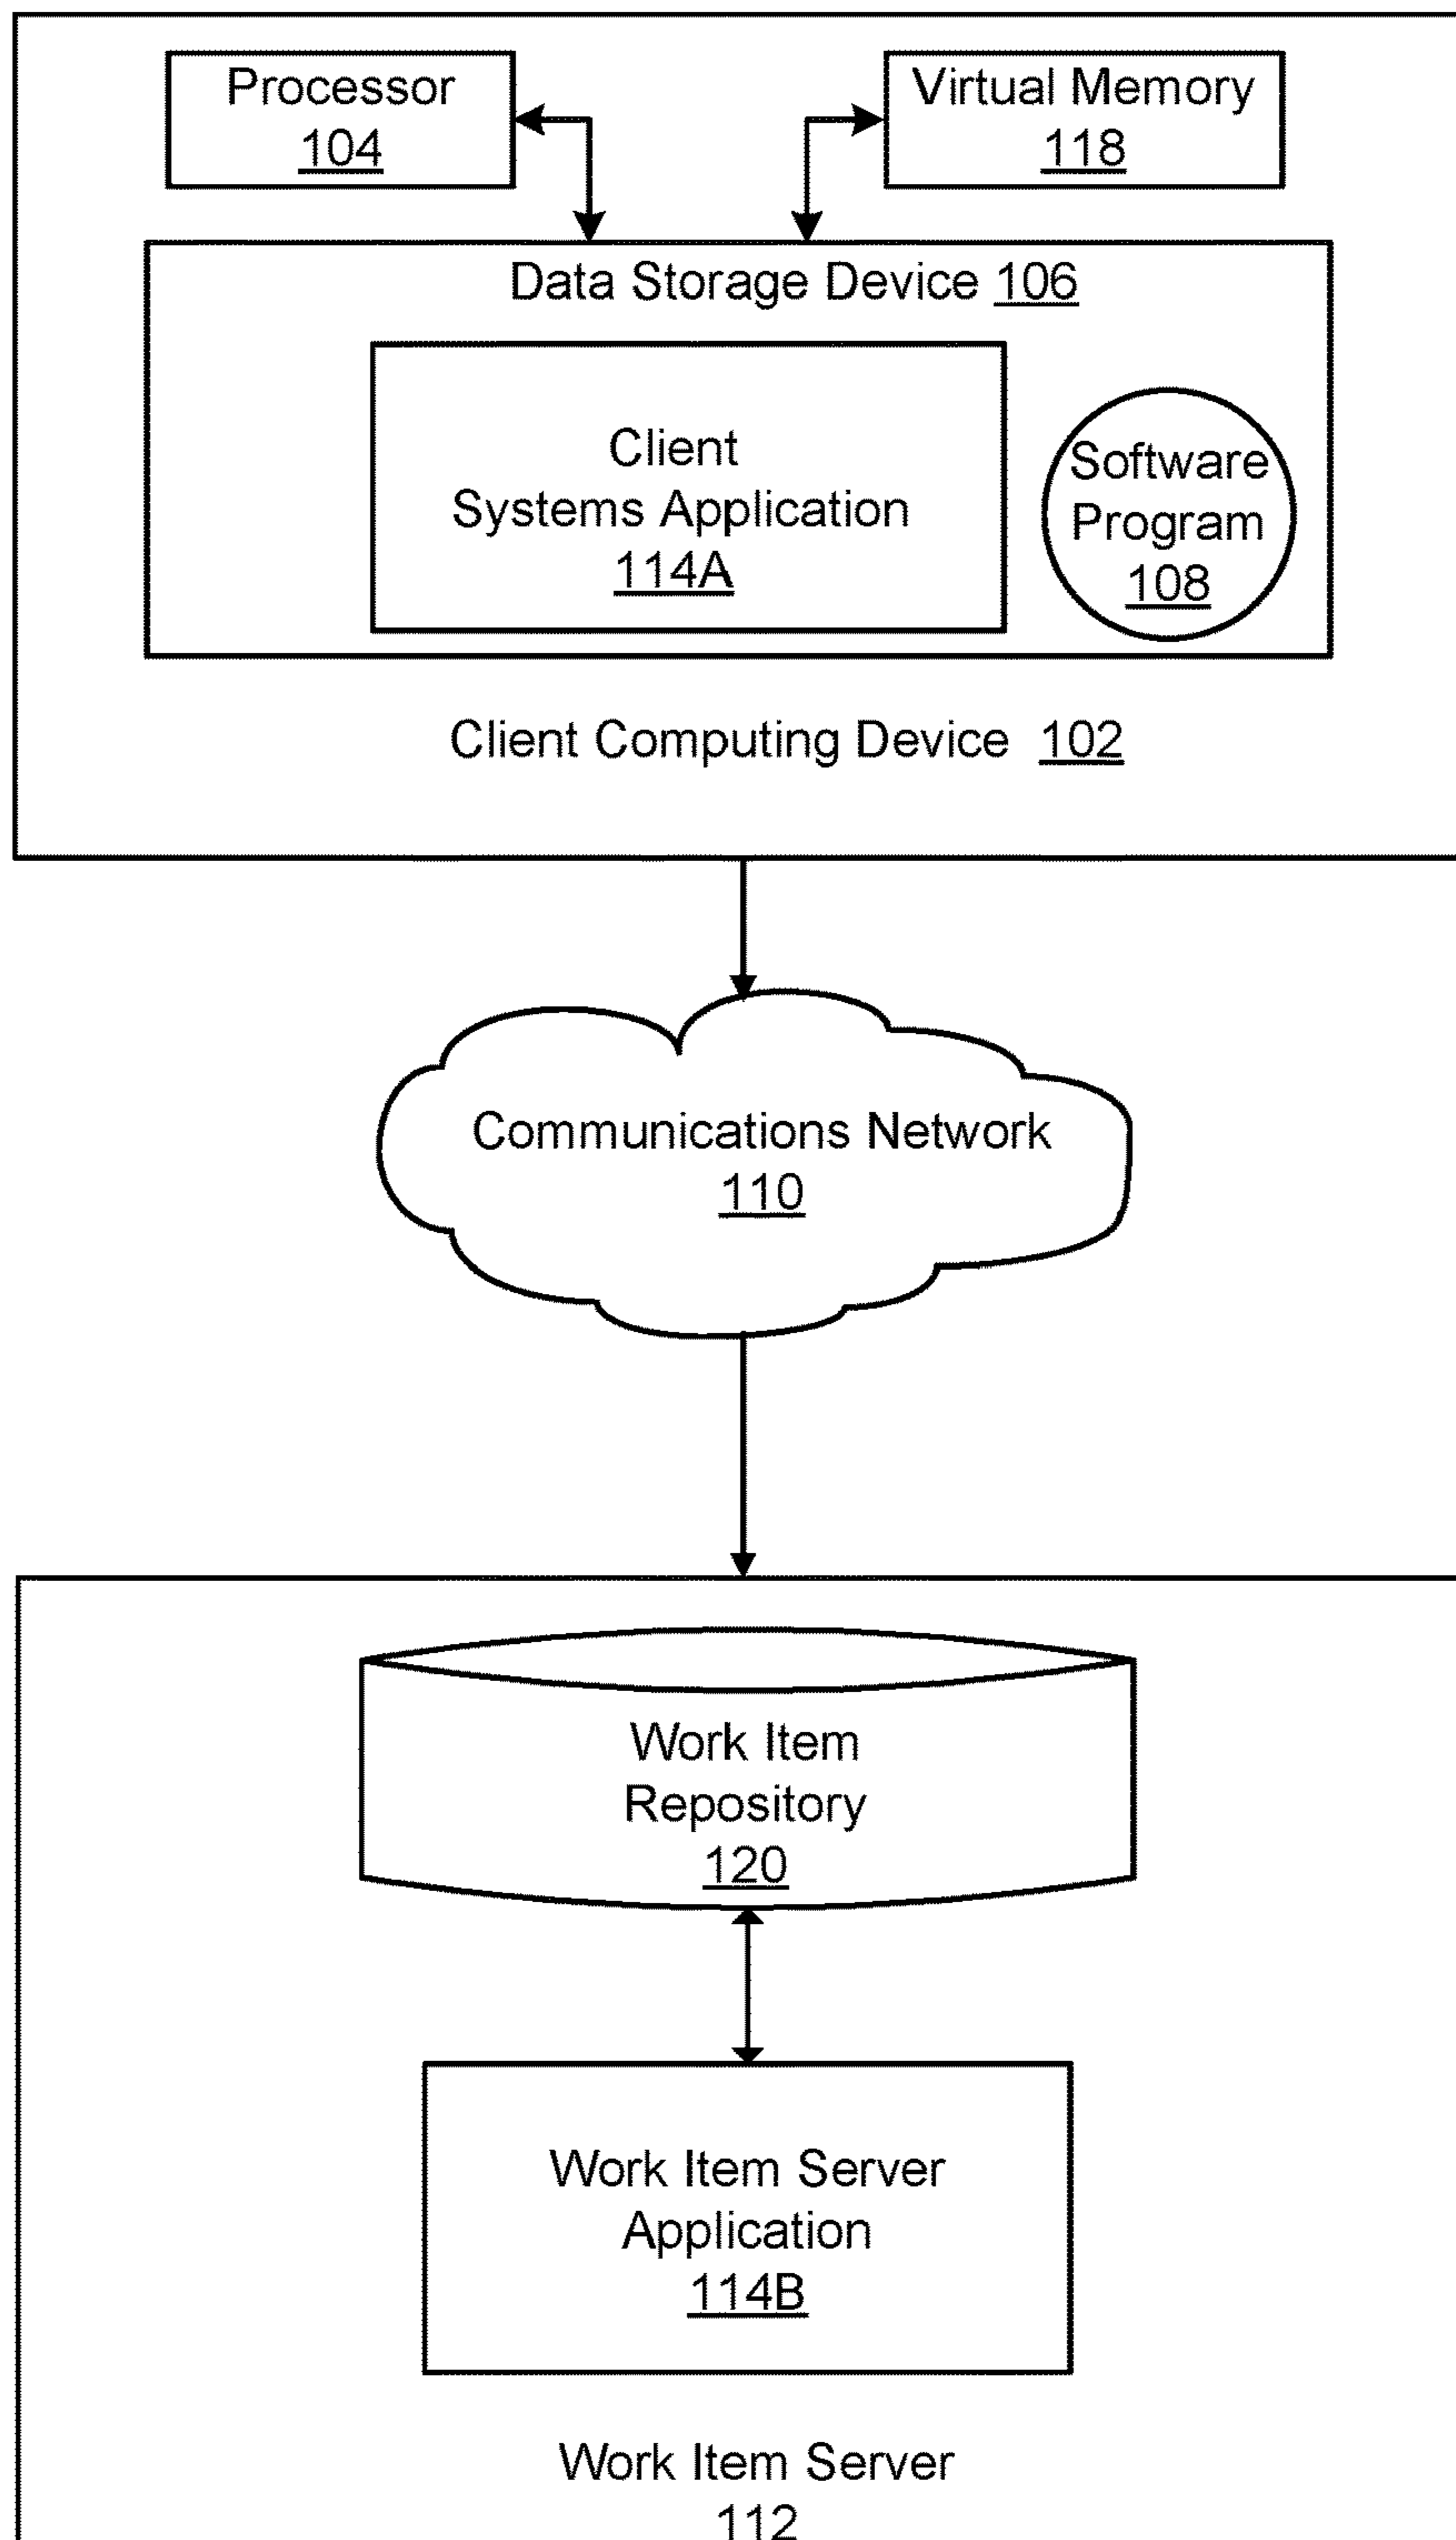 Processor
104
Virtual Memory
118
Data Storage Device 106
Client
Systems Application
114A
Software
Program
108
Client Computing Device 102
Communications Network
110
Work Item
Repository
120
Work Item Server
Application
114B
Work Item Server
112